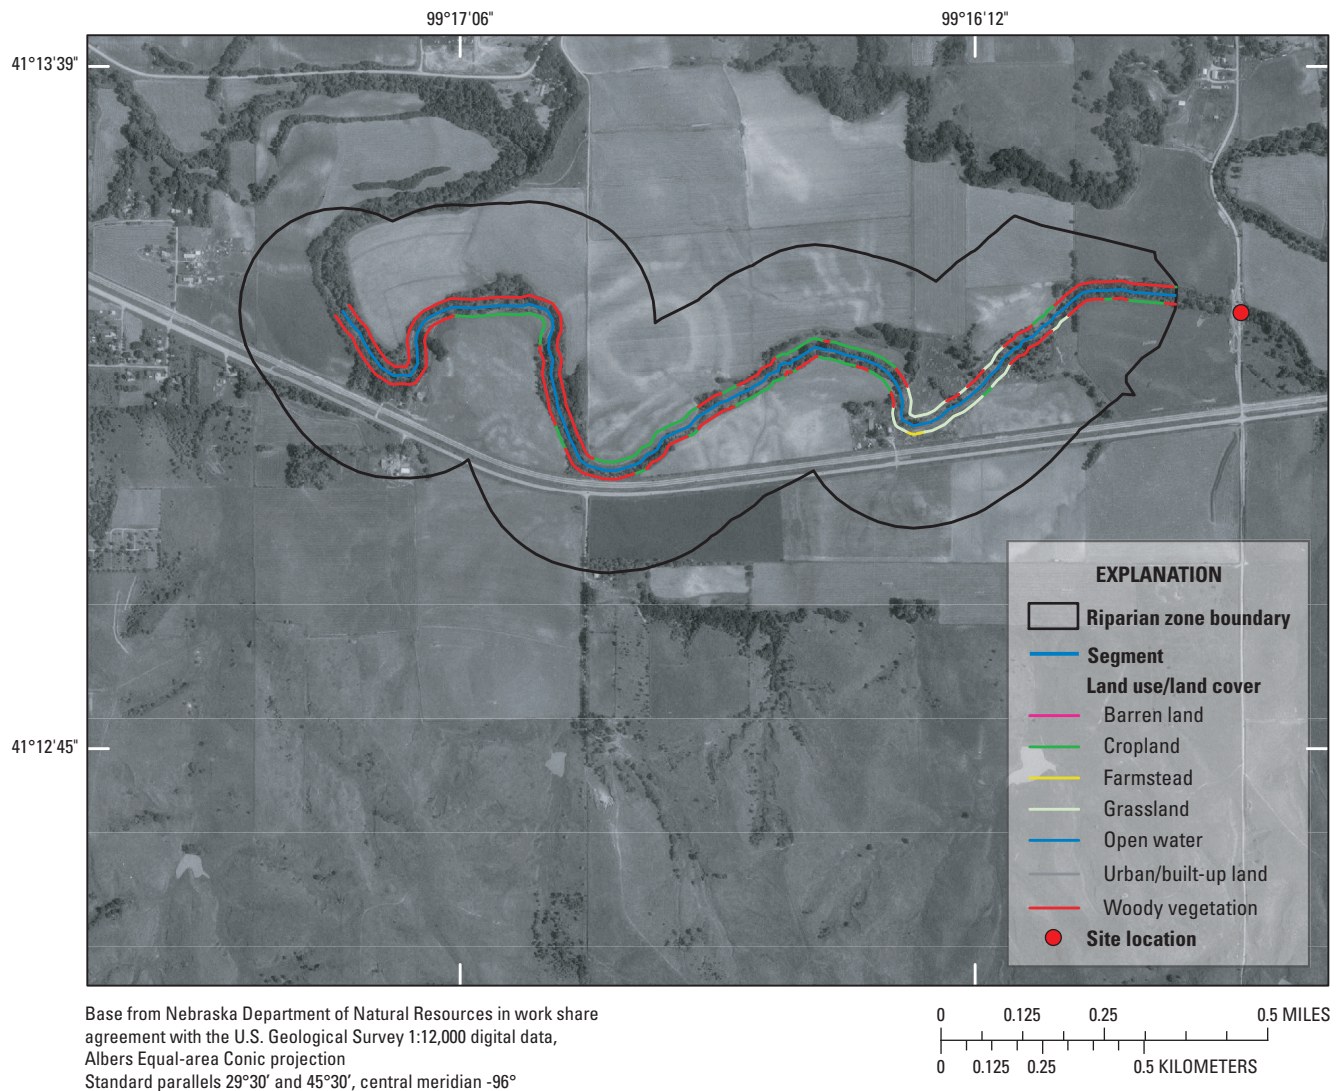 99°17'06"
99°16'12"
41°13'39"
41°12'45"
EXPLANATION
Riparian zone boundary
Segment
Land use/land cover
Barren land
Cropland
Farmstead
Grassland
Open water
Urban/built-up land
Woody vegetation
Site location
Base from Nebraska Department of Natural Resources in work share
agreement with the U.S. Geological Survey 1:12,000 digital data,
Albers Equal-area Conic projection
Standard parallels 29°30′ and 45°30′, central meridian -96°
0 0.125 0.25 0.5 MILES
0 0.125 0.25 0.5 KILOMETERS